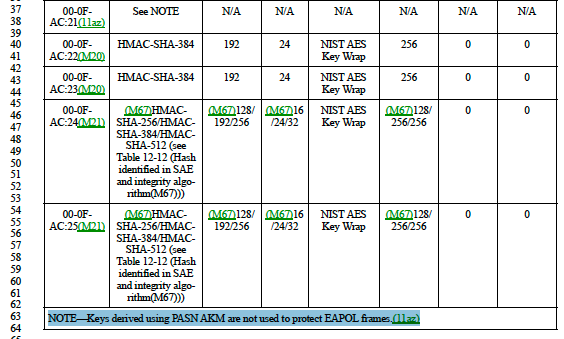 37 00-0F- See NOTE N/A N/A N/A N/A N/A N/A
38 AC:21(11az)
39
40 00-0F- HMAC-SHA-384 192 24 NIST AES 256 0 0
41 AC:22(M20) Key Wrap
42
43 00-0F- HMAC-SHA-384 192 24 NIST AES 256 0 0
44 AC:23(M20) Key Wrap
45 00-0F- (M67)HMAC- (M67)128/ (M67)16 NIST AES (M67)128/ 0 0
46 AC:24(M21) SHA-256/HMAC- 192/256 /24/32 Key Wrap 256/256
47 SHA-384/HMAC-
48 SHA-512 (see
49 Table 12-12 (Hash
50 identified in SAE
51 and integrity algo-
52 rithm(M67)))
53
54 00-0F- (M67)HMAC- (M67)128/ (M67)16 NIST AES (M67)128/ 0 0
55 AC:25(M21) SHA-256/HMAC- 192/256 /24/32 Key Wrap 256/256
56 SHA-384/HMAC-
57 SHA-512 (see
58 Table 12-12 (Hash
59 identified in SAE
60 and integrity algo-
61 rithm(M67)))
62
63 NOTE—Keys derived using PASN AKM are not used to protect EAPOL frames.(11az)
64